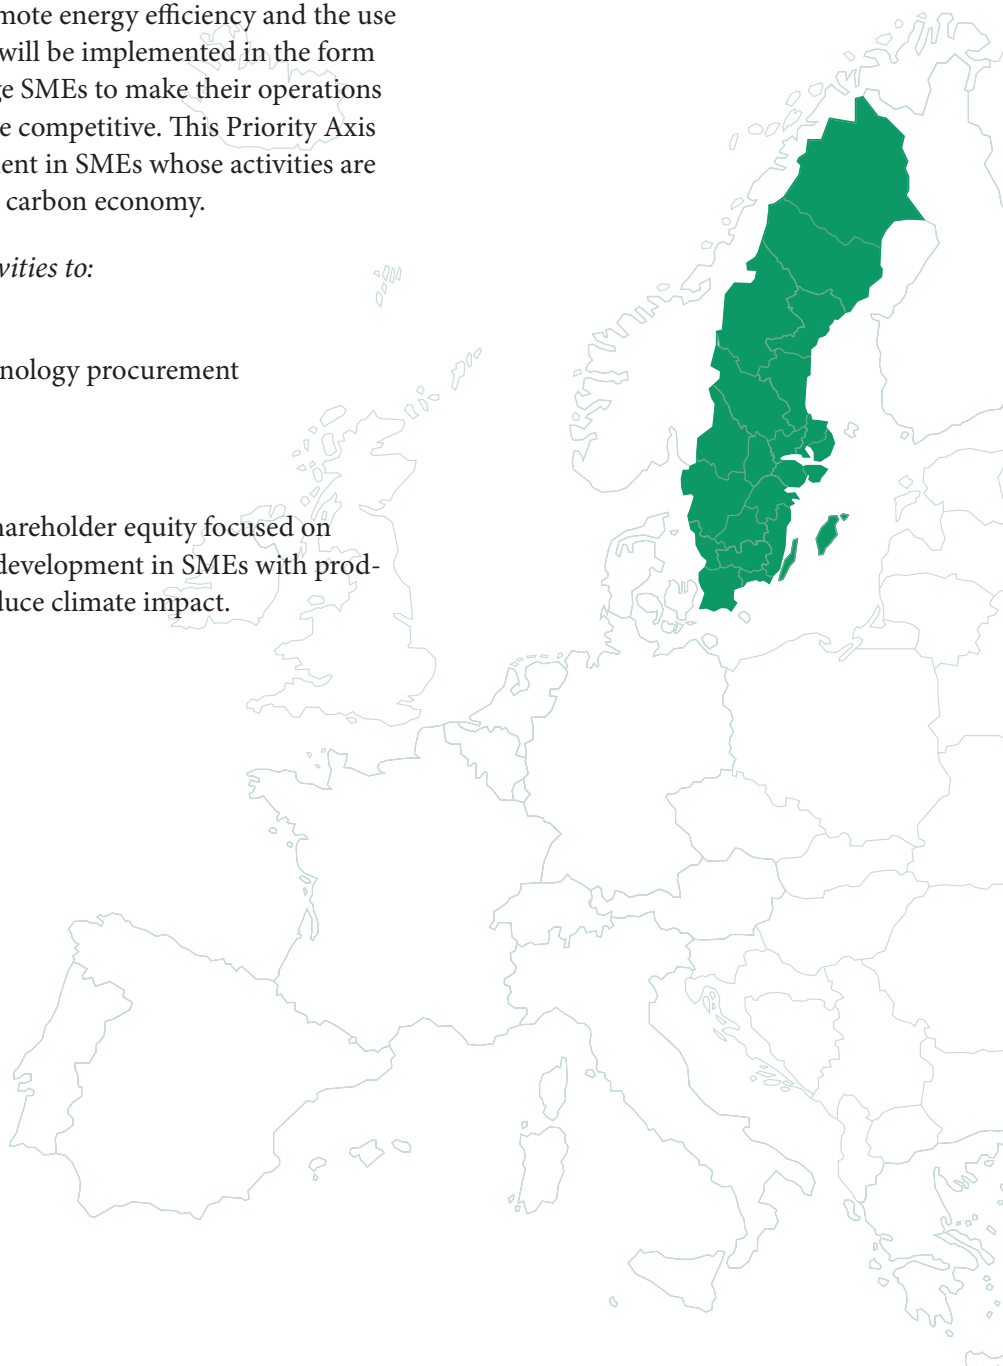 mote energy efficiency and the use
will be implemented in the form
ge SMEs to make their operations
e competitive. This Priority Axis
ent in SMEs whose activities are
carbon economy.
vities to:
nology procurement
hareholder equity focused on
development in SMEs with prod-
duce climate impact.